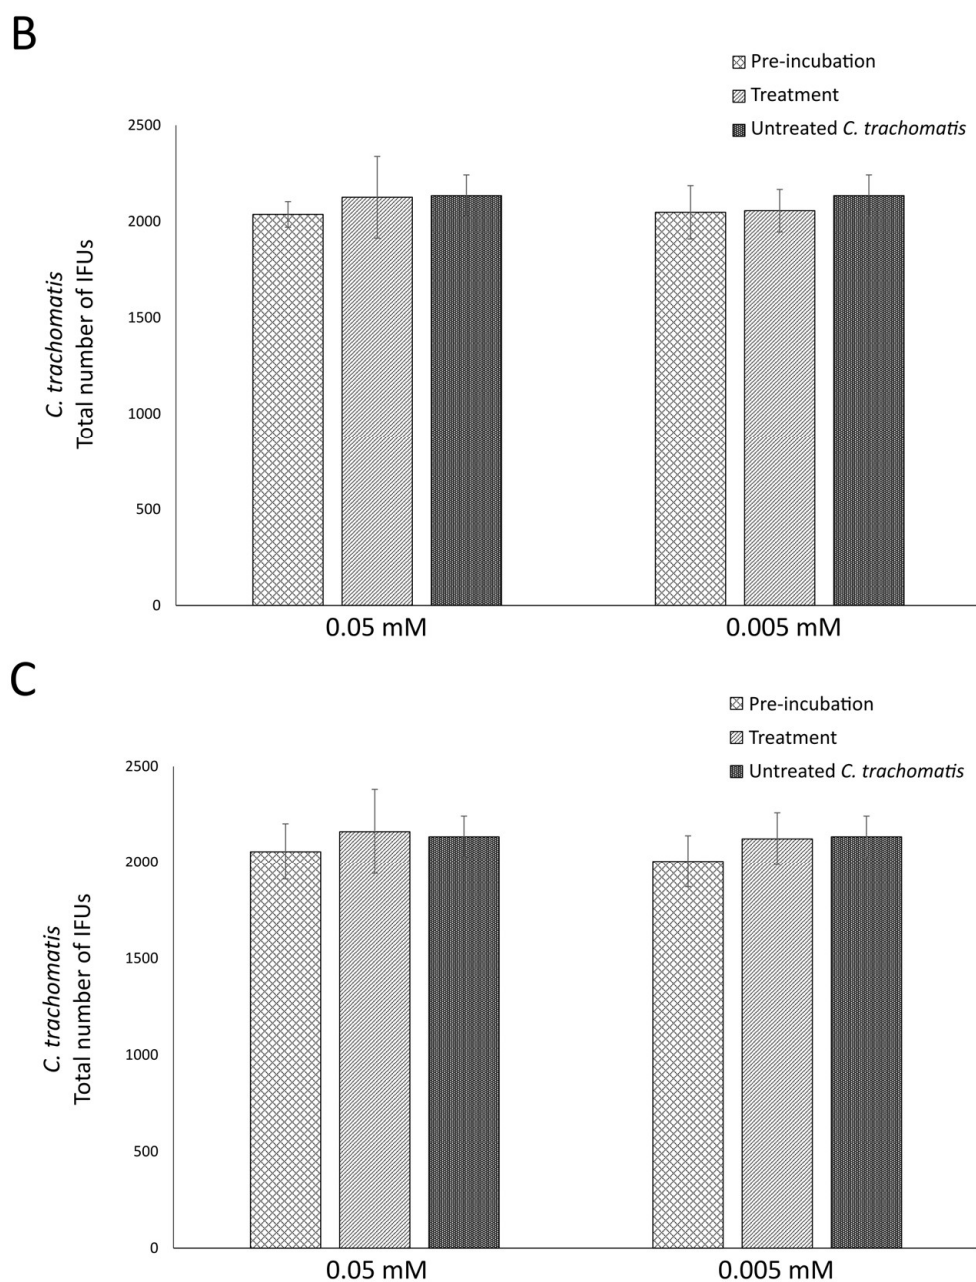 B
Pre-incubation
Treatment
Untreated C. trachomatis
2500
2000
1500
1000
500
0
C. trachomatis
Total number of IFUs
0.05 mM
0.005 mM
C
Pre-incubation
Treatment
Untreated C. trachomatis
2500
2000
1500
1000
500
0
C. trachomatis
Total number of IFUs
0.05 mM
0.005 mM